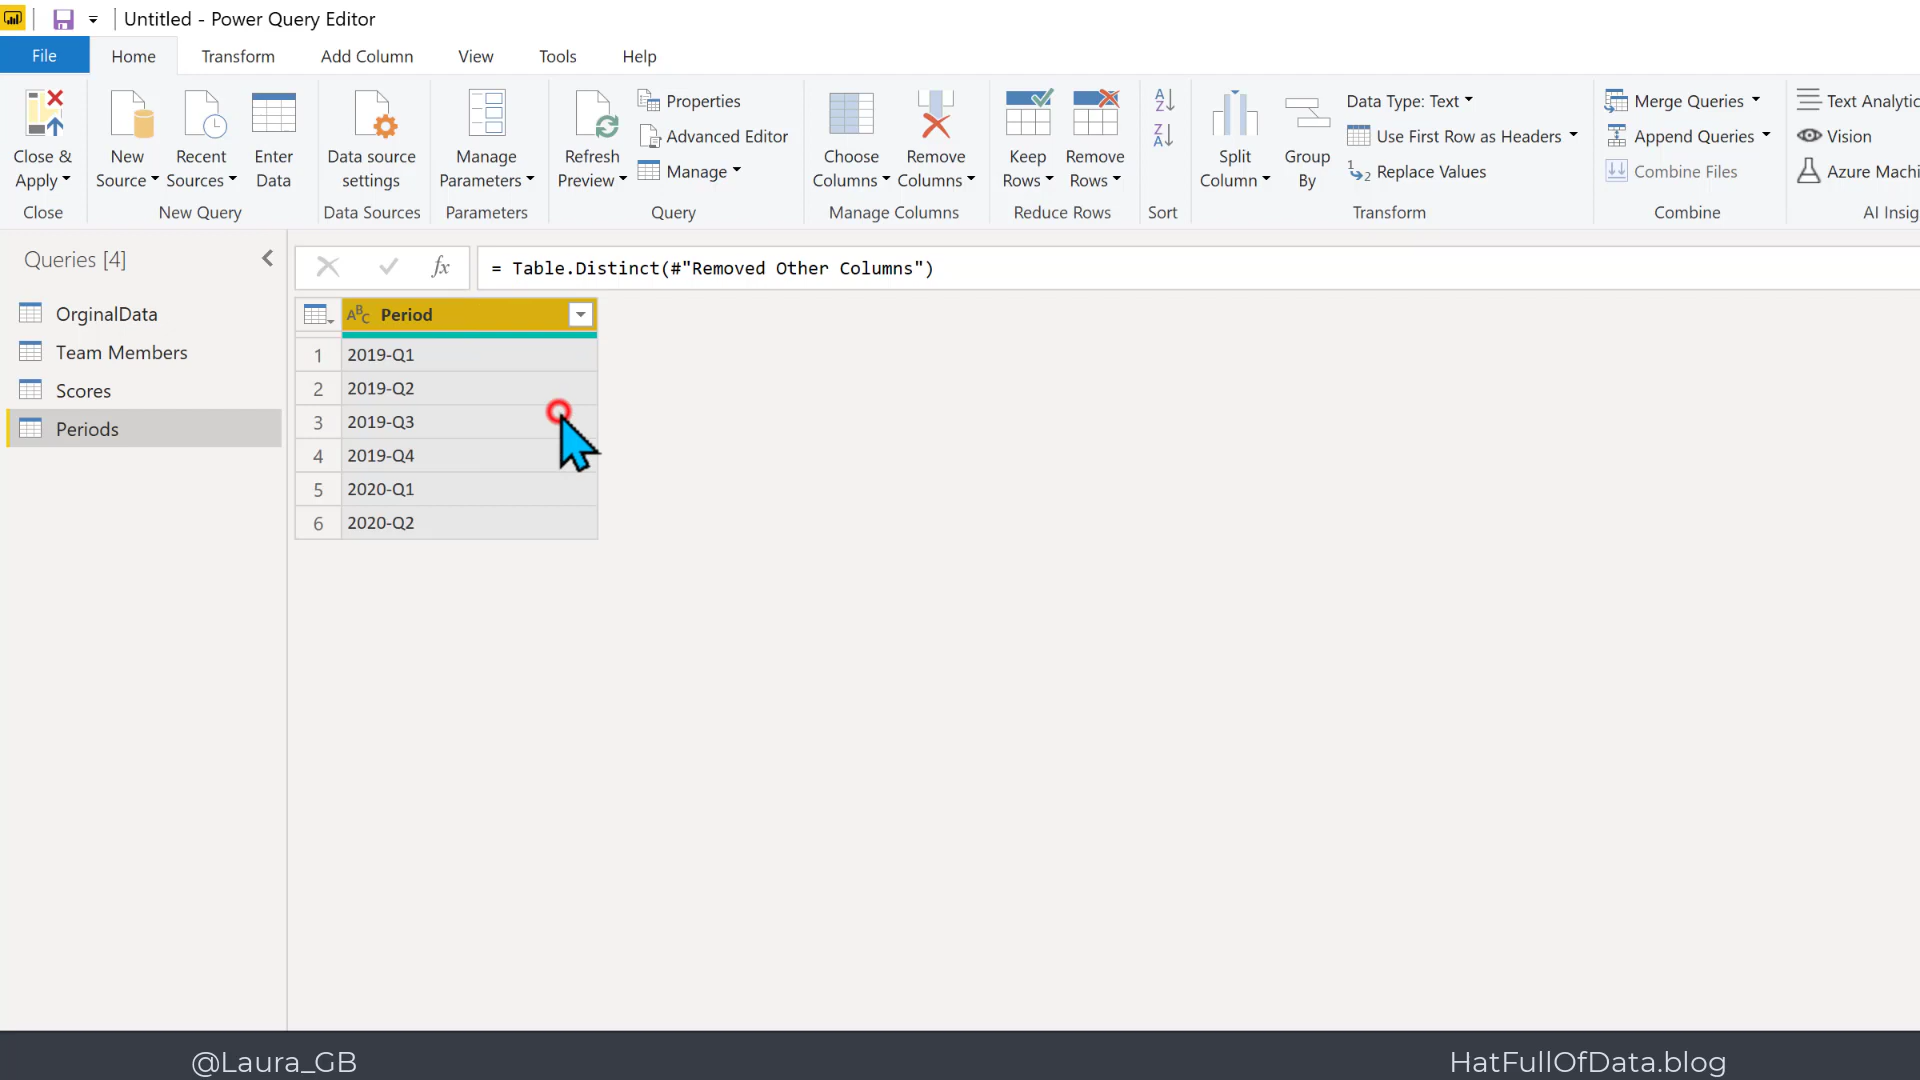 Untitled - Power Query Editor
File Home Transform Add Column View Tools Help
Close & Apply
New Source
Recent Sources
Enter Data
Data source settings
Manage Parameters
Refresh Preview
Properties
Advanced Editor
Manage
Choose Columns
Remove Columns
Keep Rows
Remove Rows
A
Z
Z
A
Split Column
Group By
Data Type: Text
Use First Row as Headers
1 2 Replace Values
Merge Queries
Append Queries
Combine Files
Text Analytic
Vision
Azure Machi
Close New Query Data Sources Parameters Query Manage Columns Reduce Rows Sort Transform Combine AI Insig
Queries [4]
OrginalData
Team Members
Scores
Periods
fx = Table.Distinct(#"Removed Other Columns")
ABC Period
1 2019-Q1
2 2019-Q2
3 2019-Q3
4 2019-Q4
5 2020-Q1
6 2020-Q2
@Laura_GB HatFullOfData.blog